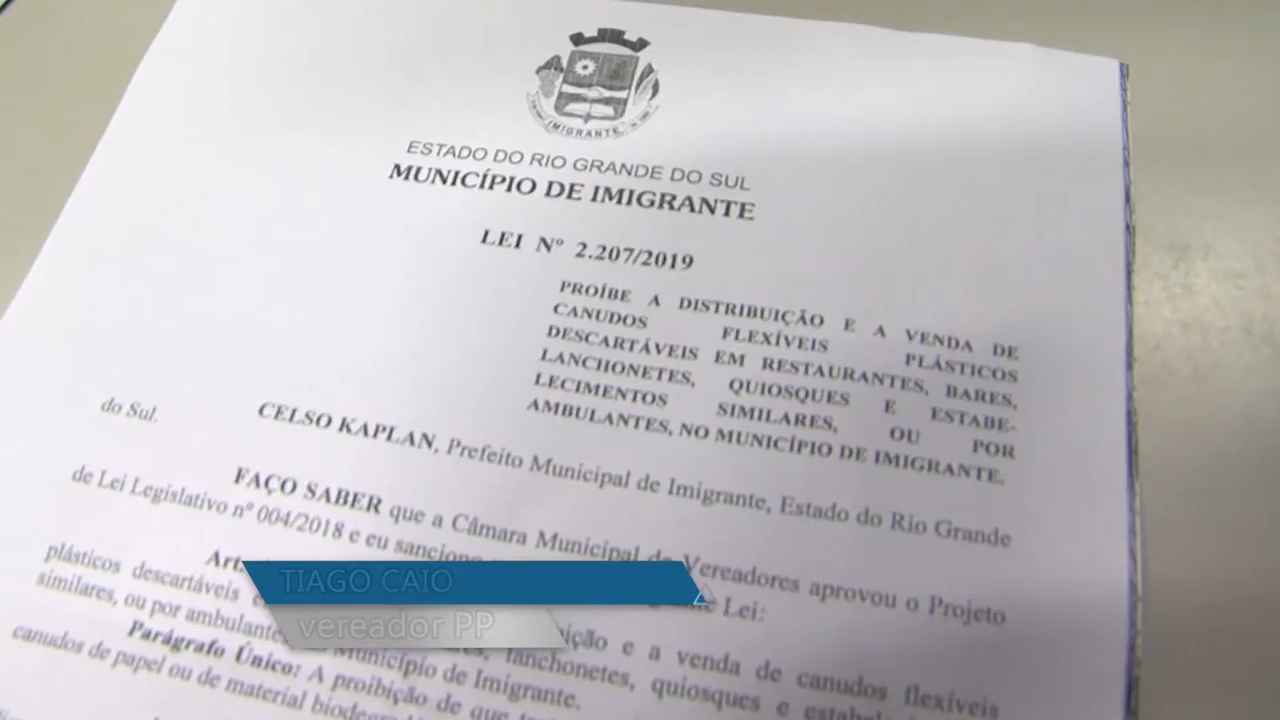 IMIGRANTE
ESTADO DO RIO GRANDE DO SUL
MUNICÍPIO DE IMIGRANTE
LEI Nº 2.207/2019
PROÍBE A DISTRIBUIÇÃO E A VENDA DE
CANUDOS FLEXÍVEIS PLÁSTICOS
DESCARTÁVEIS EM RESTAURANTES, BARES,
LANCHONETES, QUIOSQUES E ESTABE-
LECIMENTOS SIMILARES, OU POR
AMBULANTES, NO MUNICÍPIO DE IMIGRANTE.
CELSO KAPLAN, Prefeito Municipal de Imigrante, Estado do Rio Grande
do Sul.
FAÇO SABER que a Câmara Municipal de Vereadores aprovou o Projeto
de Lei Legislativo nº 004/2018 e eu sanciono Lei:
Art.
ição e a venda de canudos flexíveis
plásticos descartáveis lanchonetes, quiosques e
similares, ou por Município de Imigrante.
Parágrafo Único: A proibição de que
canudos de papel ou de material
TIAGO CAIO
vereador PP